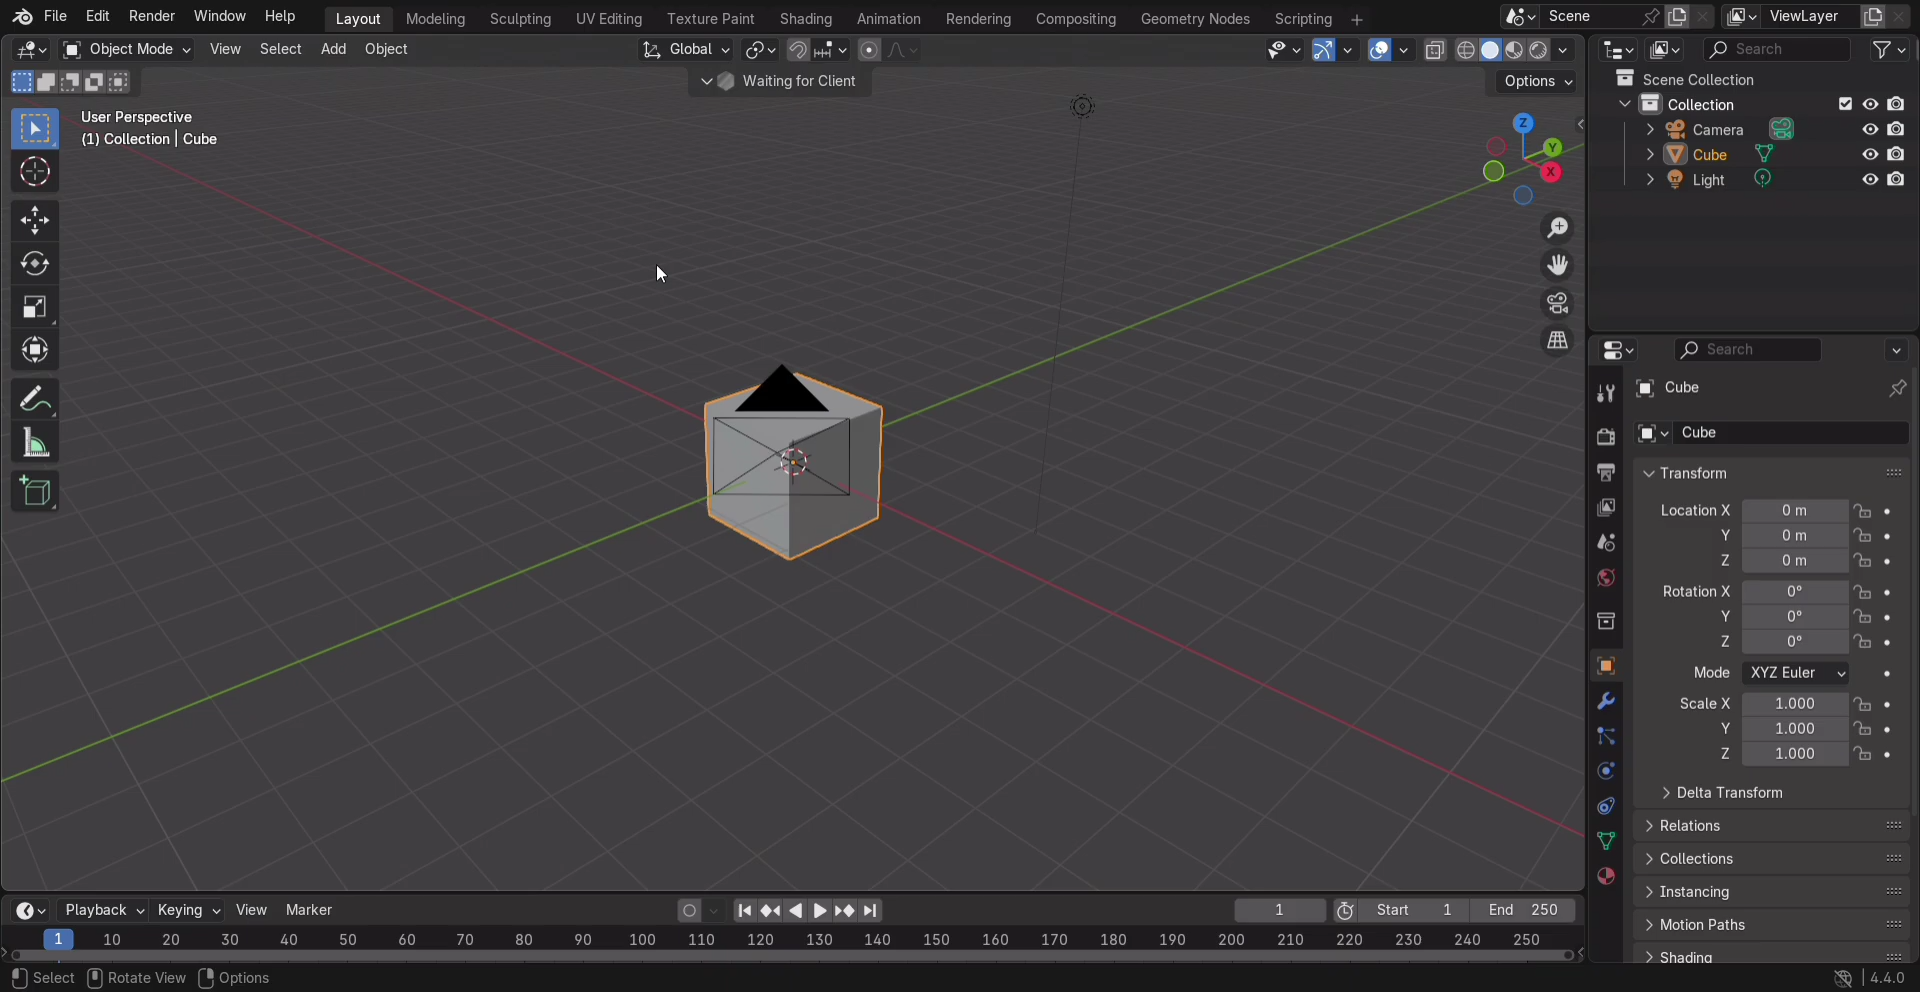 File Edit Render Window Help Layout Modeling Sculpting UV Editing Texture Paint Shading Animation Rendering Compositing Geometry Nodes Scripting + Scene ViewLayer
Object Mode View Select Add Object Global Search
Waiting for Client Options
Scene Collection
Collection
Camera
Cube
Light
User Perspective
(1) Collection | Cube
Z
Y
X
Search
Cube
Cube
Transform
Location X 0 m
Y 0 m
Z 0 m
Rotation X 0°
Y 0°
Z 0°
Mode XYZ Euler
Scale X 1.000
Y 1.000
Z 1.000
Delta Transform
Relations
Collections
Instancing
Motion Paths
Shading
Playback Keying View Marker 1 Start 1 End 250
1 10 20 30 40 50 60 70 80 90 100 110 120 130 140 150 160 170 180 190 200 210 220 230 240 250
Select Rotate View Options 4.4.0